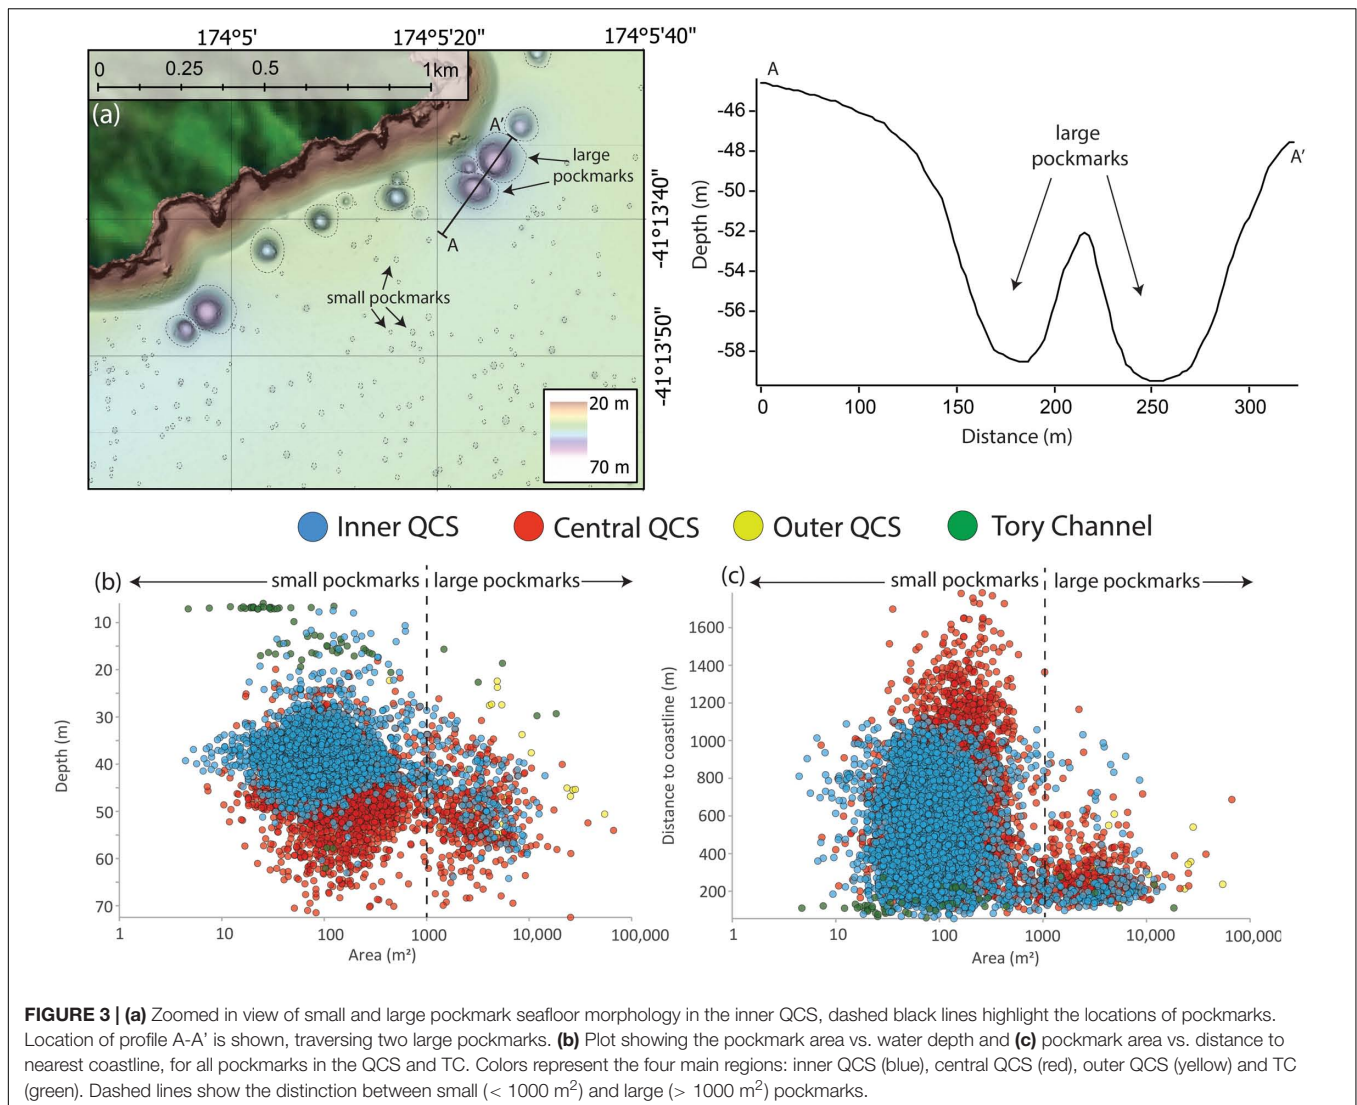 174°5' 174°5'20" 174°5'40"
0 0.25 0.5 1km
(a)
A'
large
pockmarks
A
small pockmarks
-41°13'40"
-41°13'50"
20 m
70 m
A
-46
-48
-50
-52
-54
-56
-58
Depth (m)
large
pockmarks
A'
0 100 150 200 250 300
Distance (m)
Inner QCS Central QCS Outer QCS Tory Channel
(b) small pockmarks large pockmarks
10
20
30
40
50
60
70
Depth (m)
1 10 100 1000 10,000 100,000
Area (m²)
(c) small pockmarks large pockmarks
1600
1400
1200
1000
800
600
400
200
Distance to coastline (m)
1 10 100 1000 10,000 100,000
Area (m²)
FIGURE 3 | (a) Zoomed in view of small and large pockmark seafloor morphology in the inner QCS, dashed black lines highlight the locations of pockmarks.
Location of profile A-A' is shown, traversing two large pockmarks. (b) Plot showing the pockmark area vs. water depth and (c) pockmark area vs. distance to
nearest coastline, for all pockmarks in the QCS and TC. Colors represent the four main regions: inner QCS (blue), central QCS (red), outer QCS (yellow) and TC
(green). Dashed lines show the distinction between small (< 1000 m²) and large (> 1000 m²) pockmarks.